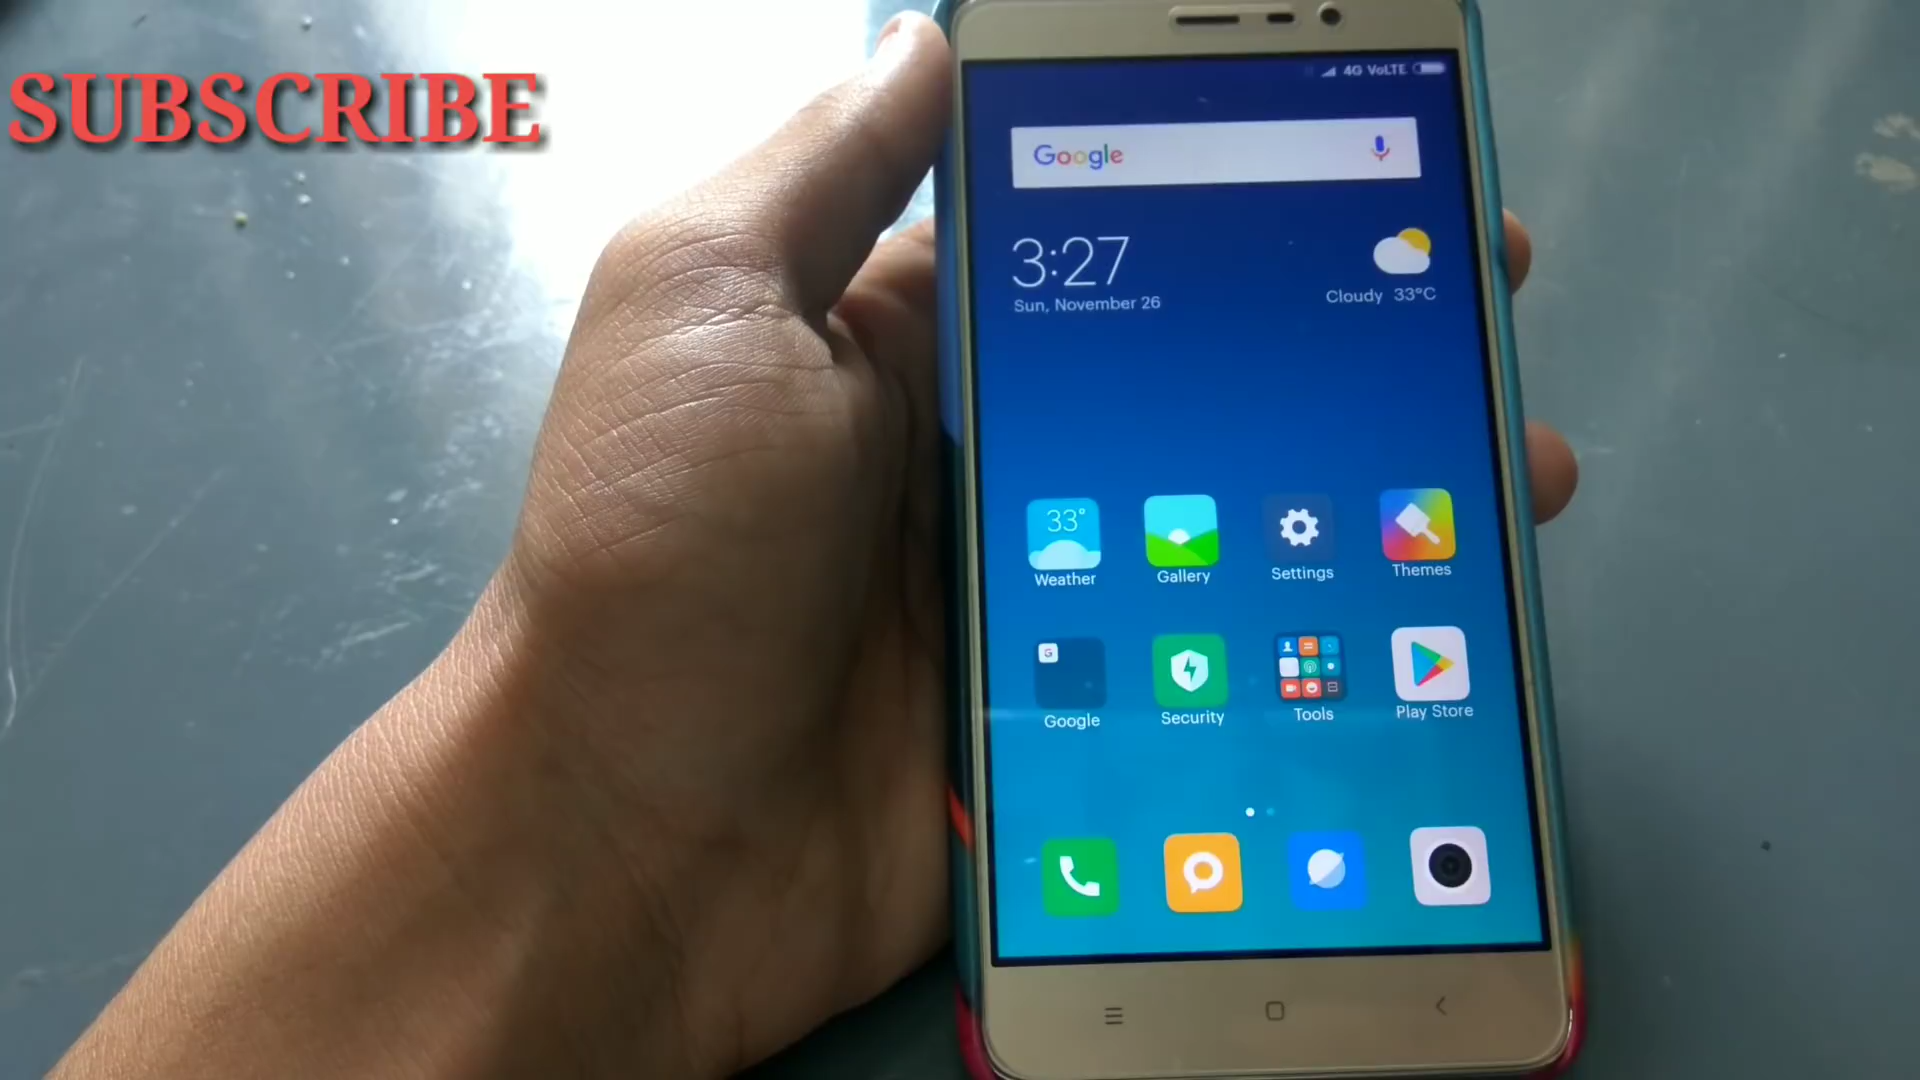 SUBSCRIBE
4G VoLTE
Google
3:27
Sun, November 26
Cloudy 33°C
33°
Weather
Gallery
Settings
Themes
G
Google
Security
Tools
Play Store